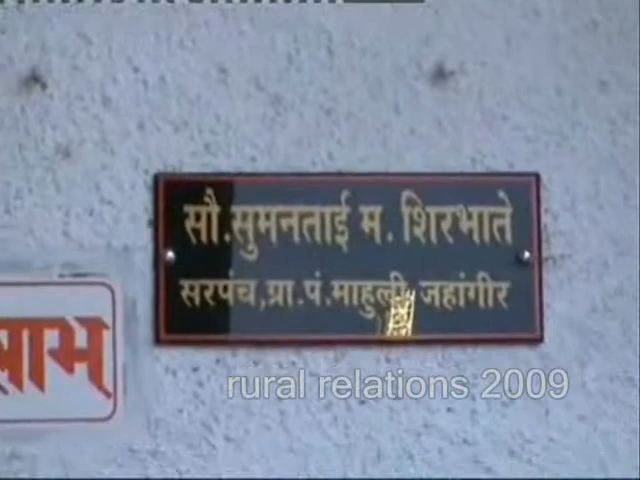 सौ.सुमनताई म. शिरभाते
सरपंच,ग्रा.पं.माहुली जहांगीर
लाभ
rural relations 2009